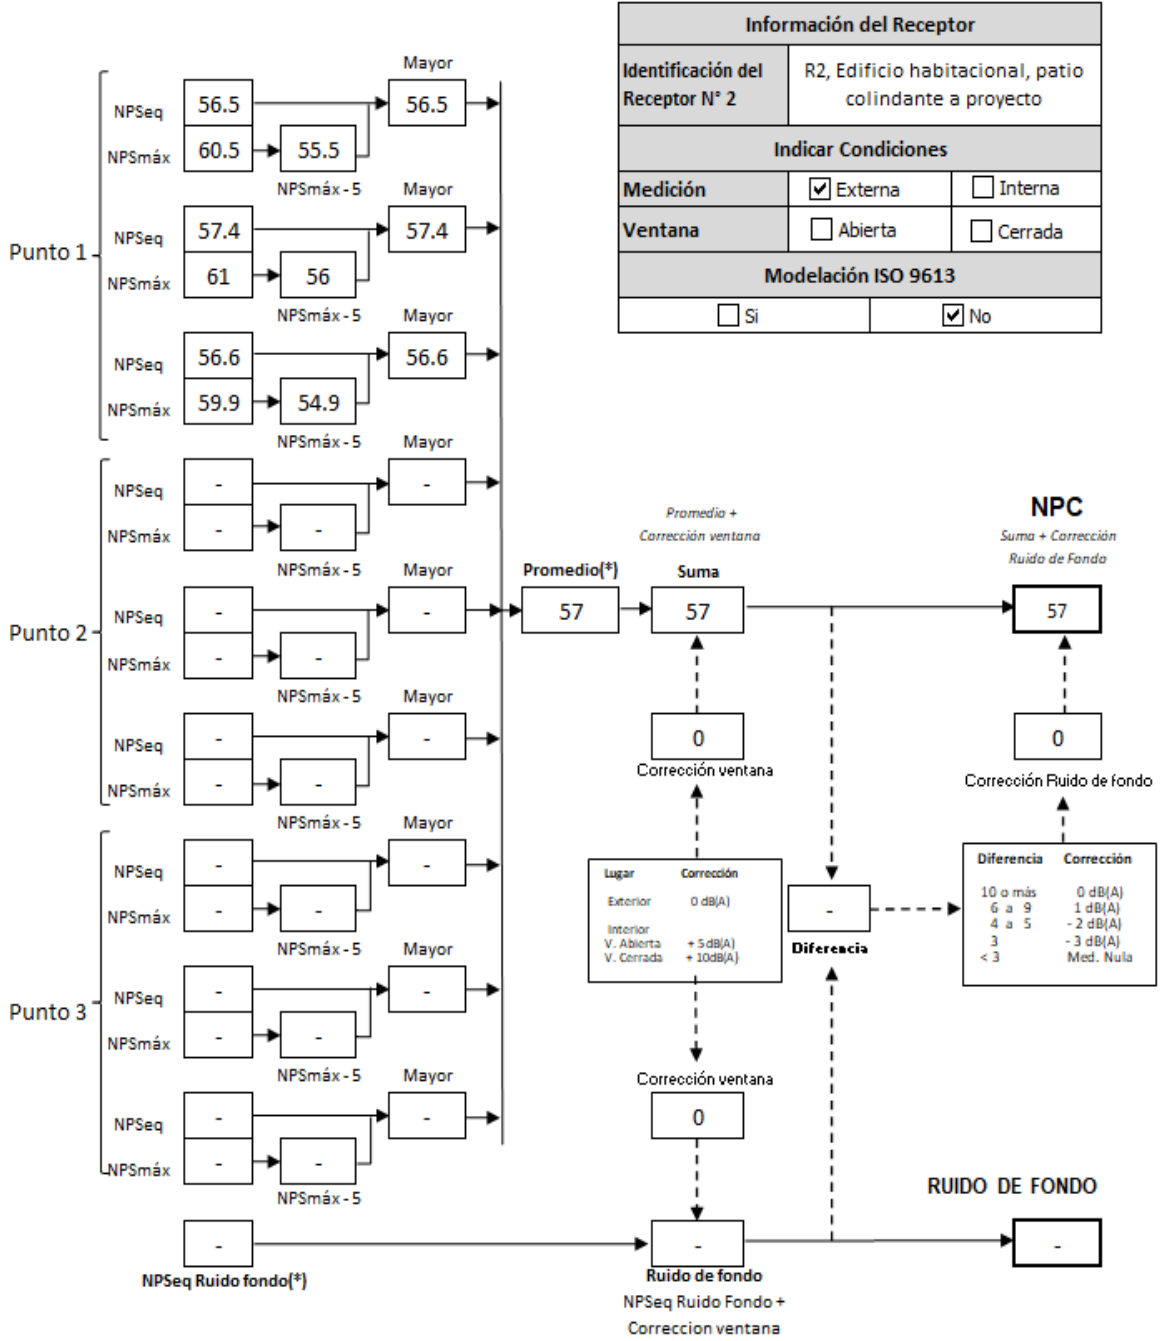 Información del Receptor
Identificación del Receptor N° 2
R2, Edificio habitacional, patio colindante a proyecto
Indicar Condiciones
Medición
Externa
Interna
Ventana
Abierta
Cerrada
Modelación ISO 9613
Si
No
Punto 1
Mayor
NPSeq
56.5
56.5
NPSmáx
60.5
55.5
NPSmáx - 5
Mayor
NPSeq
57.4
57.4
NPSmáx
61
56
NPSmáx - 5
Mayor
NPSeq
56.6
56.6
NPSmáx
59.9
54.9
NPSmáx - 5
Punto 2
Mayor
NPSeq
-
-
NPSmáx
-
-
NPSmáx - 5
Mayor
NPSeq
-
-
NPSmáx
-
-
NPSmáx - 5
Mayor
NPSeq
-
-
NPSmáx
-
-
NPSmáx - 5
Punto 3
Mayor
NPSeq
-
-
NPSmáx
-
-
NPSmáx - 5
Mayor
NPSeq
-
-
NPSmáx
-
-
NPSmáx - 5
Mayor
NPSeq
-
-
NPSmáx
-
-
NPSmáx - 5
-
NPSeq Ruido fondo(*)
Promedio(*)
57
Promedio +
Corrección ventana
Suma
57
0
Corrección ventana
Lugar Corrección
Exterior 0 dB(A)
Interior
V. Abierta + 5dB(A)
V. Cerrada + 10dB(A)
Corrección ventana
0
-
Ruido de fondo
NPSeq Ruido Fondo +
Correccion ventana
-
Diferencia
NPC
Suma + Corrección
Ruido de Fondo
57
0
Corrección Ruido de fondo
Diferencia Corrección
10 o más 0 dB(A)
6 a 9 1 dB(A)
4 a 5 - 2 dB(A)
3 - 3 dB(A)
< 3 Med. Nula
RUIDO DE FONDO
-